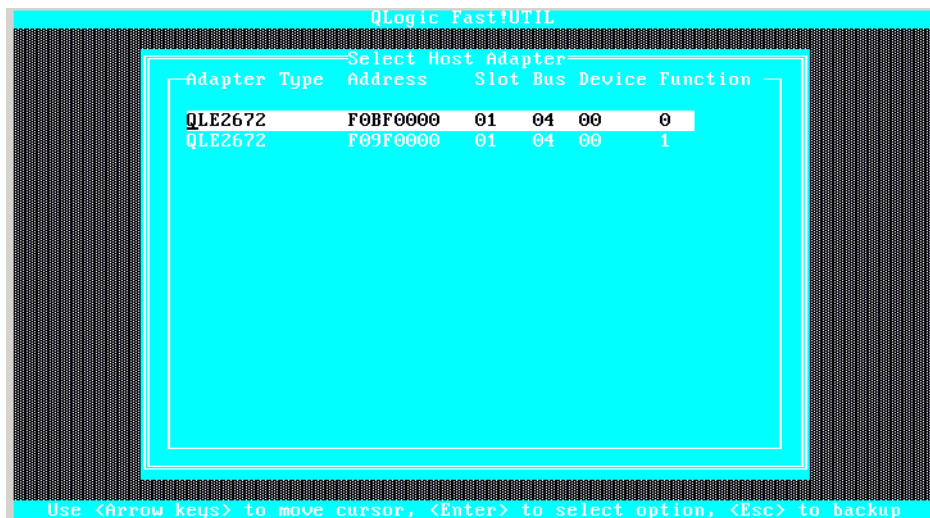 QLogic Fast!UTIL
Select Host Adapter
Adapter Type Address Slot Bus Device Function
QLE2672 F0BF0000 01 04 00 0
QLE2672 F09F0000 01 04 00 1
Use <Arrow keys> to move cursor, <Enter> to select option, <Esc> to backup